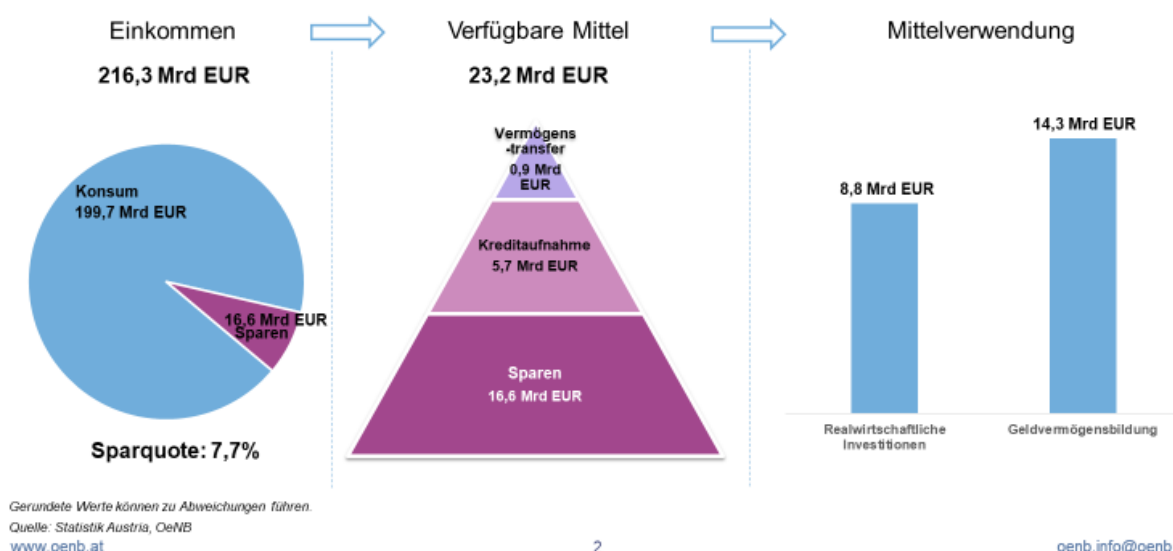 Einkommen
216,3 Mrd EUR
Konsum
199,7 Mrd EUR
16,6 Mrd EUR
Sparen
Sparquote: 7,7%
Verfügbare Mittel
23,2 Mrd EUR
Vermögens
-transfer
0,9 Mrd
EUR
Kreditaufnahme
5,7 Mrd EUR
Sparen
16,6 Mrd EUR
Mittelverwendung
8,8 Mrd EUR
14,3 Mrd EUR
Realwirtschaftliche
Investitionen
Geldvermögensbildung
Gerundete Werte können zu Abweichungen führen.
Quelle: Statistik Austria, OeNB
www.oenb.at
2
oenb.info@oenb